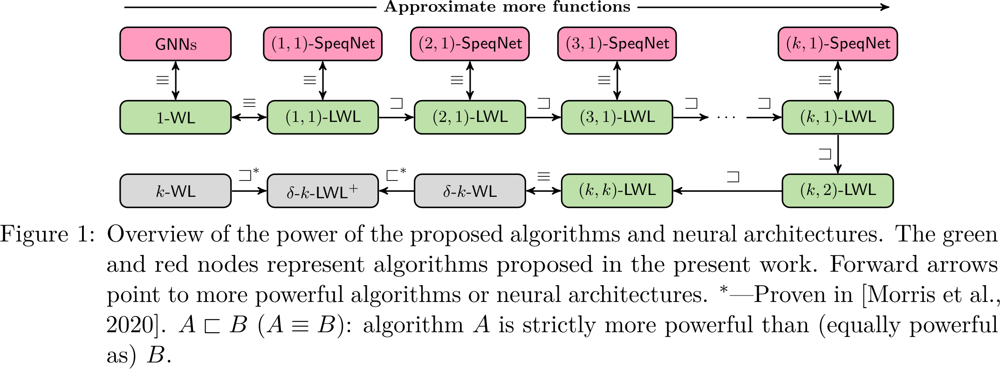 Approximate more functions
GNNs (1, 1)-SpeqNet (2, 1)-SpeqNet (3, 1)-SpeqNet (k, 1)-SpeqNet
≡ ≡ ≡ ≡ ≡
≡ ⊐ ⊐ ⊐ ⊐
1-WL (1, 1)-LWL (2, 1)-LWL (3, 1)-LWL ··· (k, 1)-LWL
⊐
⊐* ⊏* ≡ ⊐
k-WL δ-k-LWL⁺ δ-k-WL (k, k)-LWL (k, 2)-LWL
Figure 1: Overview of the power of the proposed algorithms and neural architectures. The green
and red nodes represent algorithms proposed in the present work. Forward arrows
point to more powerful algorithms or neural architectures. *—Proven in [Morris et al.,
2020]. A ⊏ B (A ≡ B): algorithm A is strictly more powerful than (equally powerful
as) B.